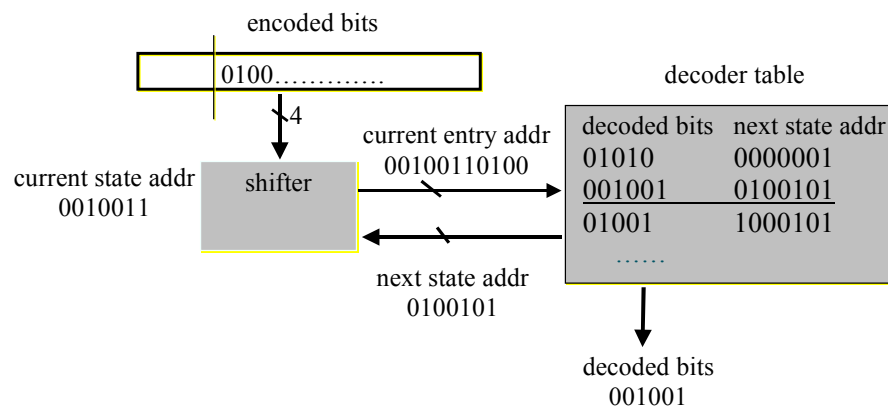 encoded bits
0100………….
4
decoder table
current entry addr
00100110100
current state addr
0010011
shifter
decoded bits next state addr
01010 0000001
001001 0100101
01001 1000101
……
next state addr
0100101
decoded bits
001001